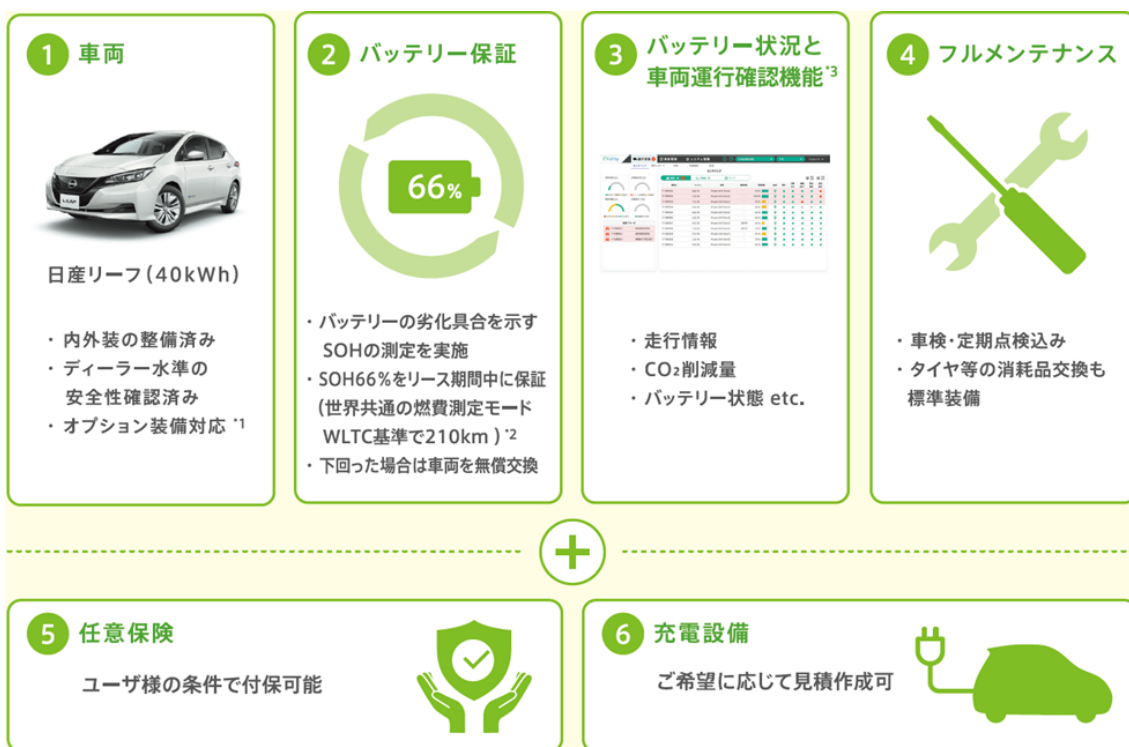 1 車両
日産リーフ(40kWh)
・内外装の整備済み
・ディーラー水準の
安全性確認済み
・オプション装備対応 *1
2 バッテリー保証
66%
・バッテリーの劣化具合を示す
SOHの測定を実施
・SOH66%をリース期間中に保証
(世界共通の燃費測定モード
WLTC基準で210km )*2
・下回った場合は車両を無償交換
3 バッテリー状況と
車両運行確認機能*3
・走行情報
・CO₂削減量
・バッテリー状態 etc.
4 フルメンテナンス
・車検・定期点検込み
・タイヤ等の消耗品交換も
標準装備
+
5 任意保険
ユーザ様の条件で付保可能
6 充電設備
ご希望に応じて見積作成可